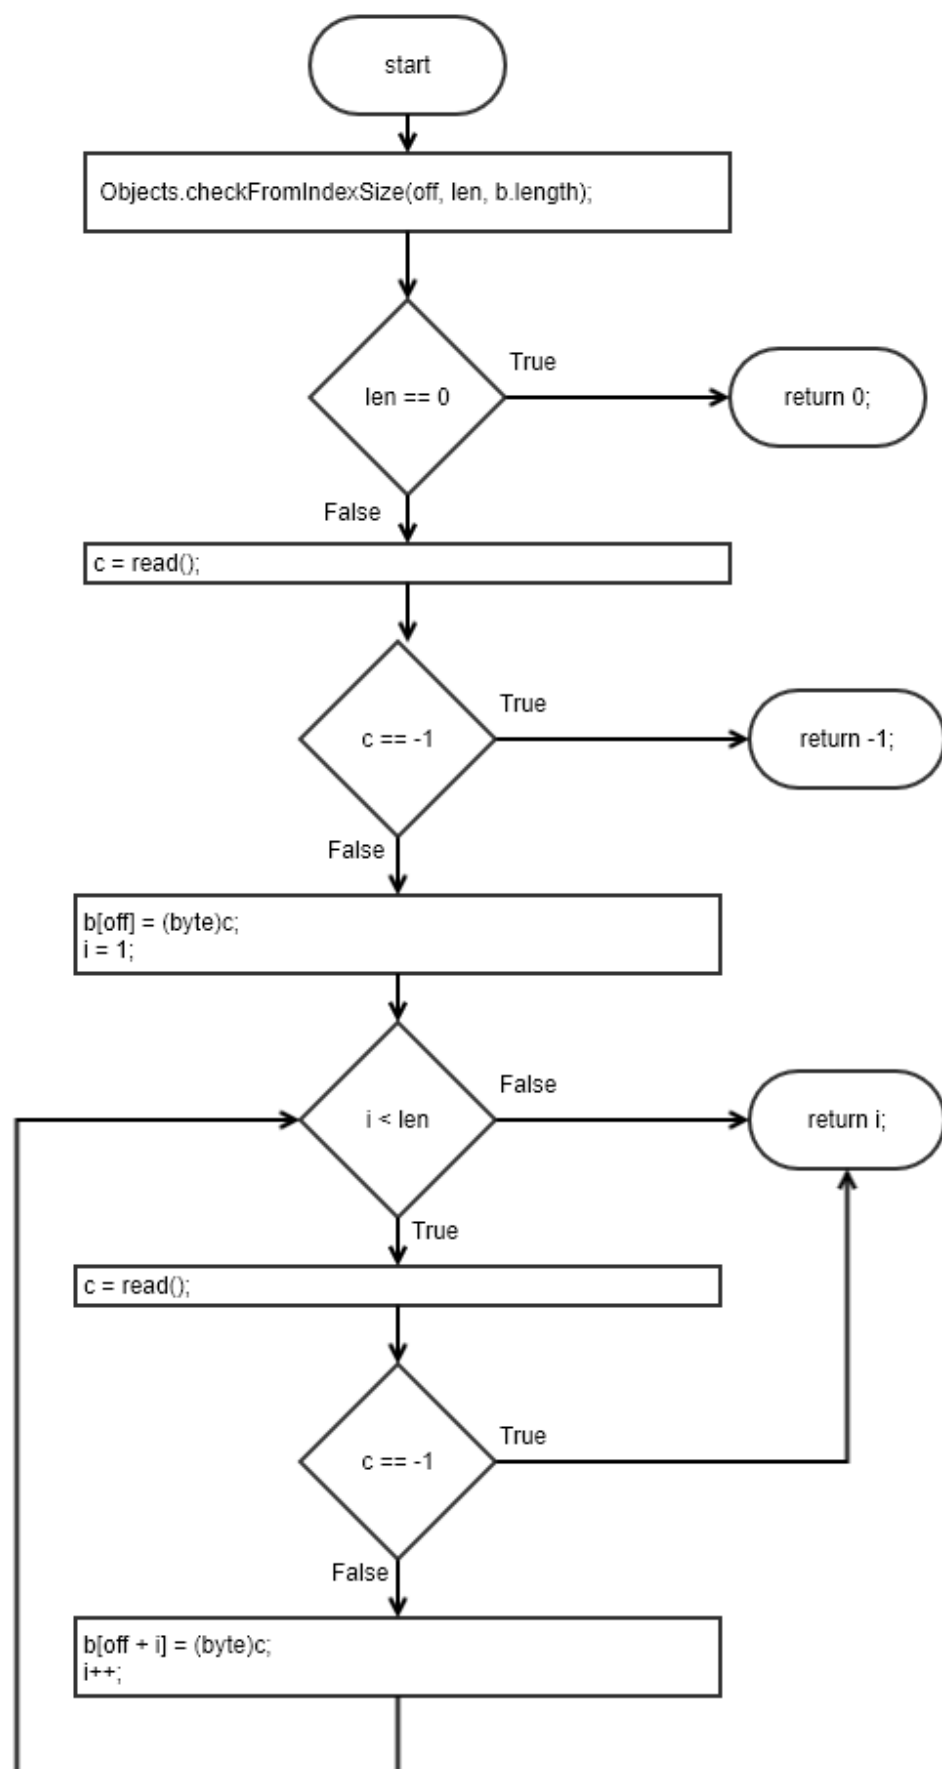 start
Objects.checkFromIndexSize(off, len, b.length);
len == 0
True
return 0;
False
c = read();
c == -1
True
return -1;
False
b[off] = (byte)c;
i = 1;
i < len
False
return i;
True
c = read();
c == -1
True
False
b[off + i] = (byte)c;
i++;